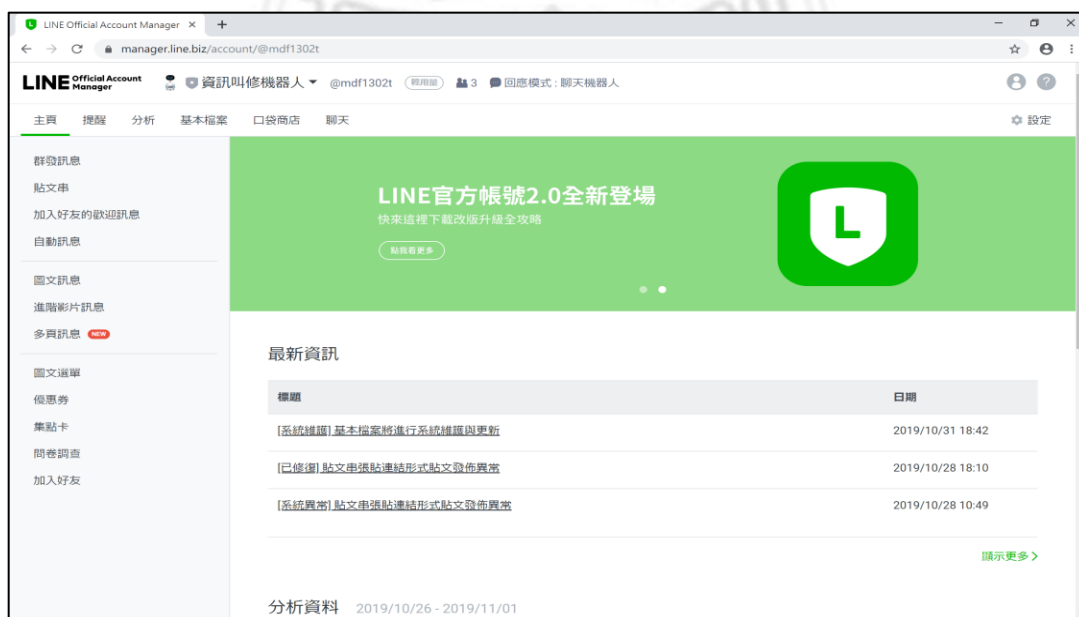 LINE Official Account Manager
manager.line.biz/account/@mdf1302t
LINE Official Account Manager 資訊叫修機器人 @mdf1302t 輕用量 3 回應模式 : 聊天機器人
主頁 提醒 分析 基本檔案 口袋商店 聊天 設定
群發訊息
貼文串
加入好友的歡迎訊息
自動訊息
圖文訊息
進階影片訊息
多頁訊息 NEW
圖文選單
優惠券
集點卡
問卷調查
加入好友
LINE官方帳號2.0全新登場
快來這裡下載改版升級全攻略
點我看更多
L
最新資訊
標題 日期
[系統維護] 基本檔案將進行系統維護與更新 2019/10/31 18:42
[已修復] 貼文串張貼連結形式貼文發佈異常 2019/10/28 18:10
[系統異常] 貼文串張貼連結形式貼文發佈異常 2019/10/28 10:49
顯示更多
分析資料 2019/10/26 - 2019/11/01